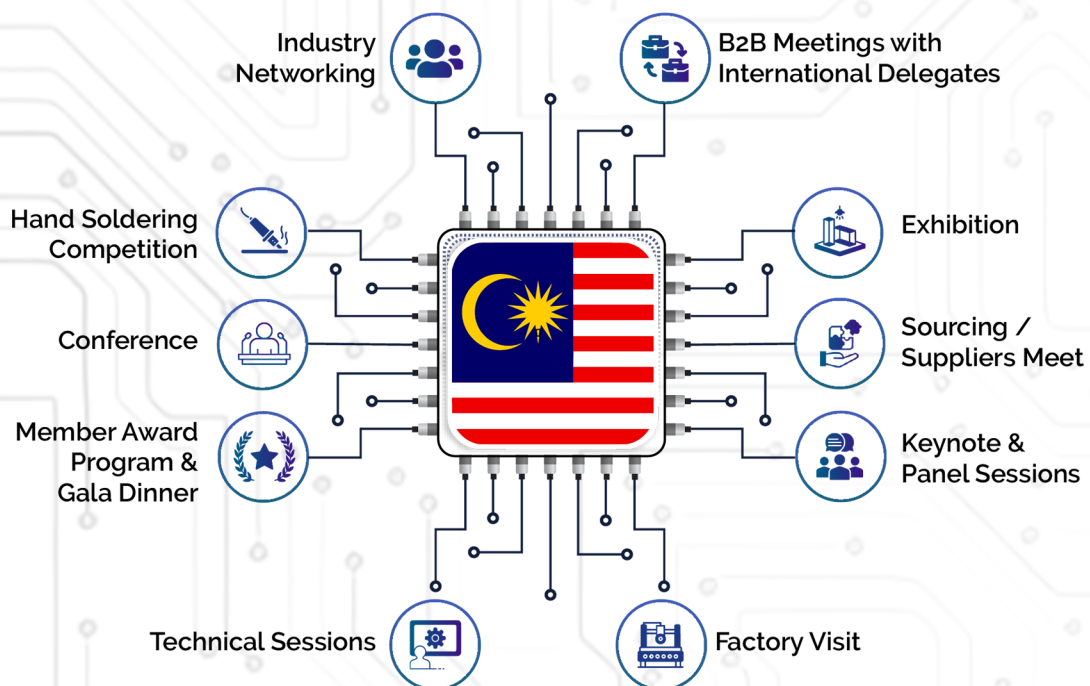 Industry
Networking
B2B Meetings with
International Delegates
Hand Soldering
Competition
Exhibition
Conference
Sourcing /
Suppliers Meet
Member Award
Program &
Gala Dinner
Keynote &
Panel Sessions
Technical Sessions
Factory Visit